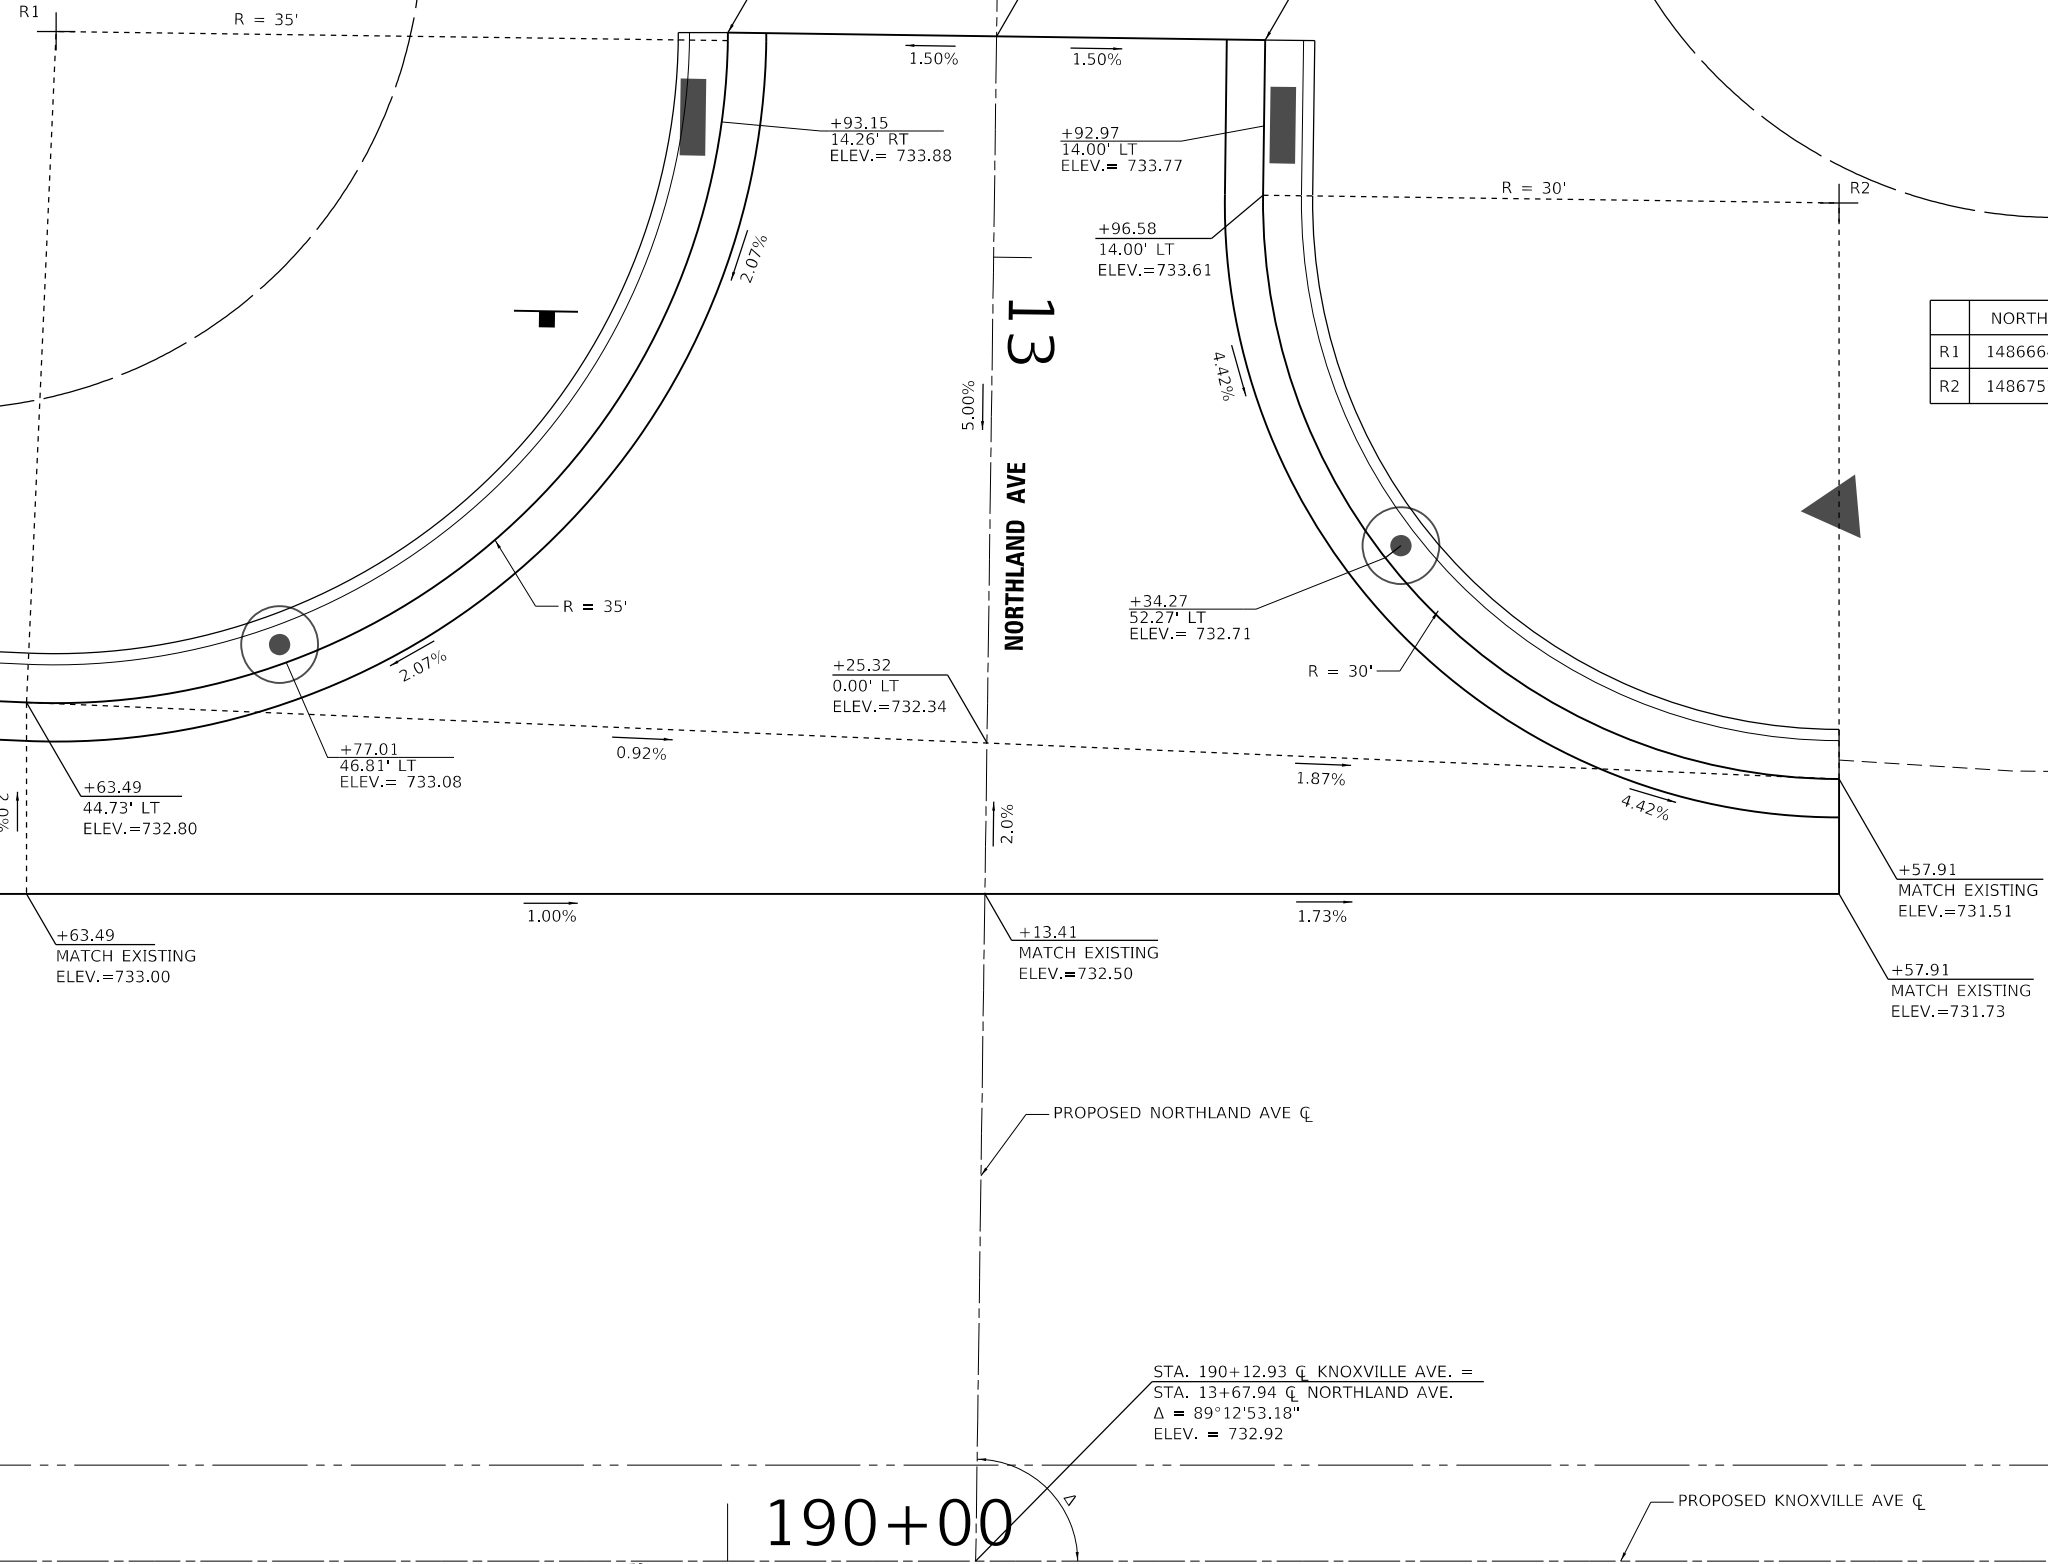 R1
R = 35'
1.50%
1.50%
+93.15
14.26' RT
ELEV.= 733.88
+92.97
14.00' LT
ELEV.= 733.77
R = 30'
R2
+96.58
14.00' LT
ELEV.=733.61
2.07%
13
NORTH
R1 148666
R2 14867
4.42%
5.00%
NORTHLAND AVE
R = 35'
+34.27
52.27' LT
ELEV.= 732.71
R = 30'
2.07%
+25.32
0.00' LT
ELEV.=732.34
+77.01
46.81' LT
ELEV.= 733.08
0.92%
1.87%
+63.49
44.73' LT
ELEV.=732.80
2.0%
2.0%
4.42%
+57.91
MATCH EXISTING
ELEV.=731.51
1.00%
1.73%
+63.49
MATCH EXISTING
ELEV.=733.00
+13.41
MATCH EXISTING
ELEV.=732.50
+57.91
MATCH EXISTING
ELEV.=731.73
PROPOSED NORTHLAND AVE ℄
STA. 190+12.93 ℄ KNOXVILLE AVE. =
STA. 13+67.94 ℄ NORTHLAND AVE.
Δ = 89°12'53.18"
ELEV. = 732.92
Δ
190+00
PROPOSED KNOXVILLE AVE ℄